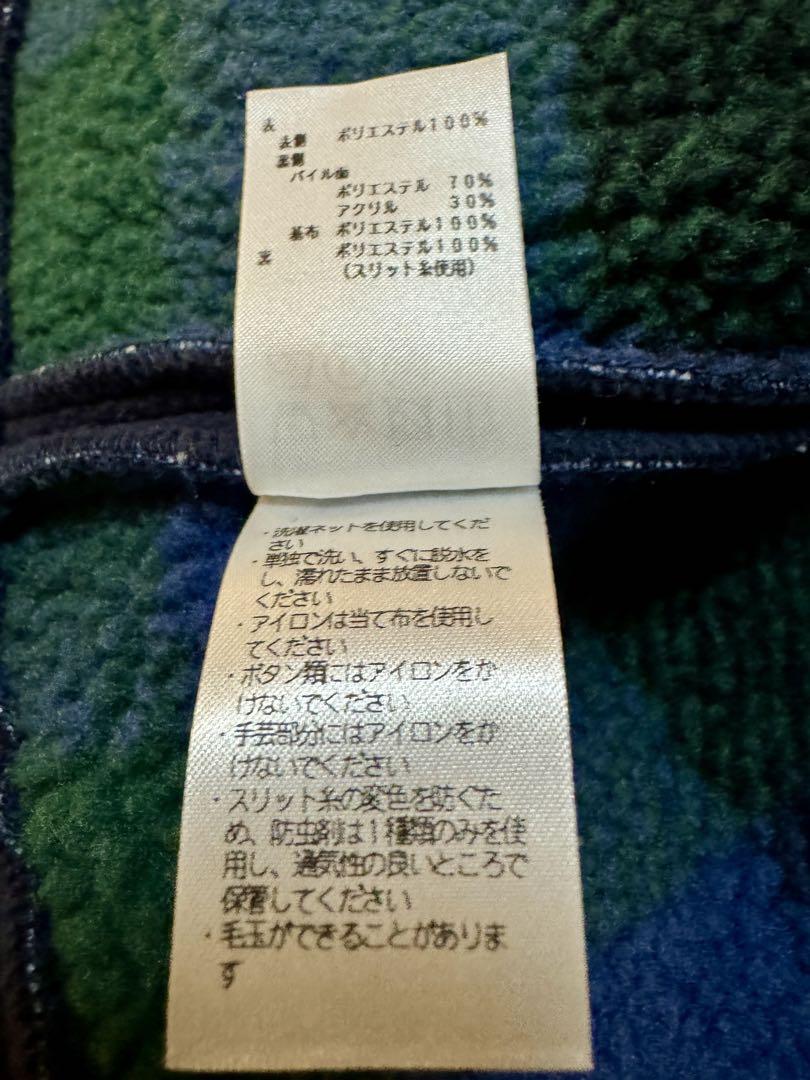 表
表側 ポリエステル100%
裏側
パイル面
ポリエステル 70%
アクリル 30%
基布 ポリエステル100%
ポリエステル100%
(スリット糸使用)
・洗濯ネットを使用してくだ
さい
・単独で洗い、すぐに脱水を
し、濡れたまま放置しないで
ください
・アイロンは当て布を使用し
てください
・ボタン類にはアイロンをか
けないでください
・手芸部分にはアイロンをか
けないでください
・スリット糸の変色を防ぐた
め、防虫剤は1種類のみを使
用し、通気性の良いところで
保管してください
・毛玉ができることがありま
す